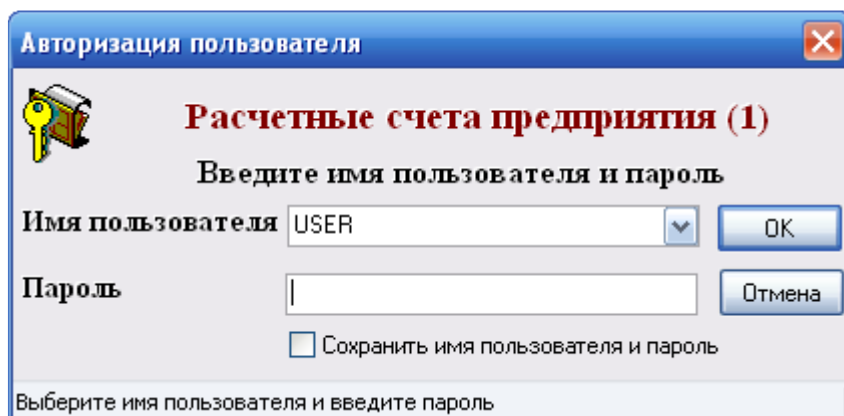 Авторизация пользователя
Расчетные счета предприятия (1)
Введите имя пользователя и пароль
Имя пользователя USER OK
Пароль Отмена
Сохранить имя пользователя и пароль
Выберите имя пользователя и введите пароль